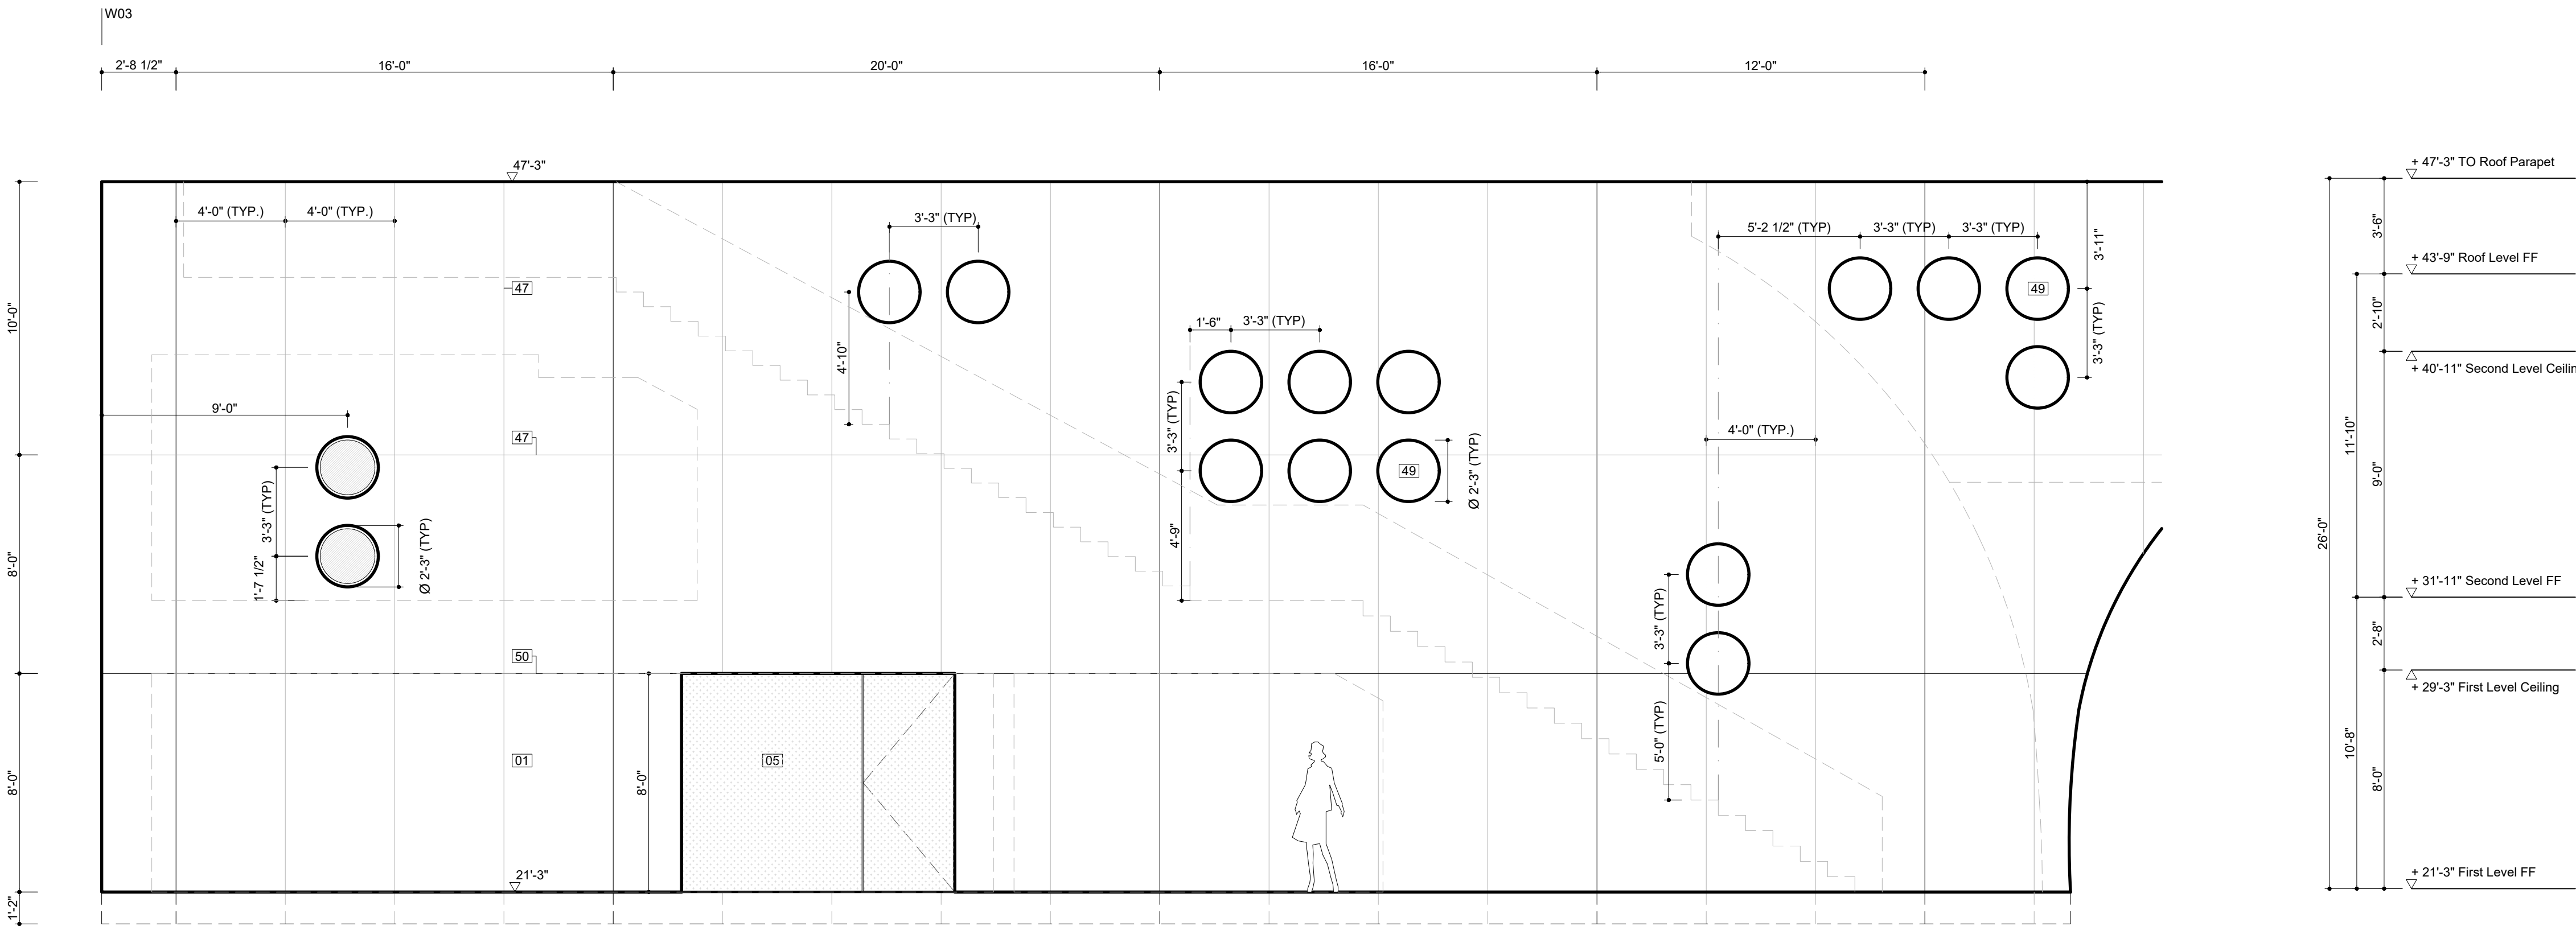 W03
2'-8 1/2"
16'-0"
20'-0"
16'-0"
12'-0"
47'-3"
+ 47'-3" TO Roof Parapet
4'-0" (TYP.)
4'-0" (TYP.)
3'-3" (TYP)
5'-2 1/2" (TYP)
3'-3" (TYP)
3'-3" (TYP)
3'-11"
3'-6"
+ 43'-9" Roof Level FF
47
49
10'-0"
1'-6"
3'-3" (TYP)
4'-10"
3'-3" (TYP)
2'-10"
+ 40'-11" Second Level Ceilin
9'-0"
3'-3" (TYP)
4'-0" (TYP.)
11'-10"
47
49
Ø 2'-3" (TYP)
9'-0"
3'-3" (TYP)
4'-9"
26'-0"
8'-0"
1'-7 1/2"
Ø 2'-3" (TYP)
+ 31'-11" Second Level FF
3'-3" (TYP)
2'-8"
50
+ 29'-3" First Level Ceiling
5'-0" (TYP)
10'-8"
01
05
8'-0"
8'-0"
8'-0"
21'-3"
+ 21'-3" First Level FF
1'-2"